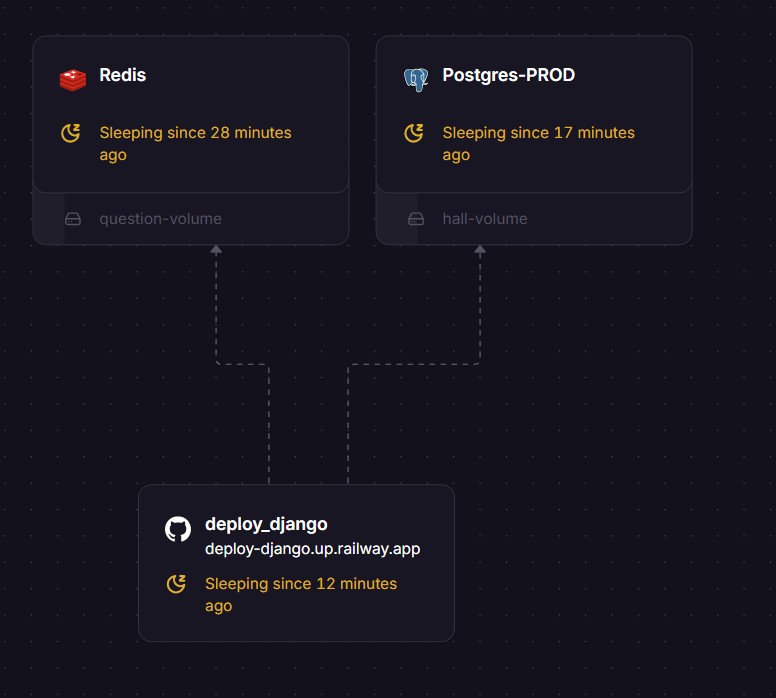 Redis
Sleeping since 28 minutes
ago
question-volume
Postgres-PROD
Sleeping since 17 minutes
ago
hall-volume
deploy_django
deploy-django.up.railway.app
Sleeping since 12 minutes
ago